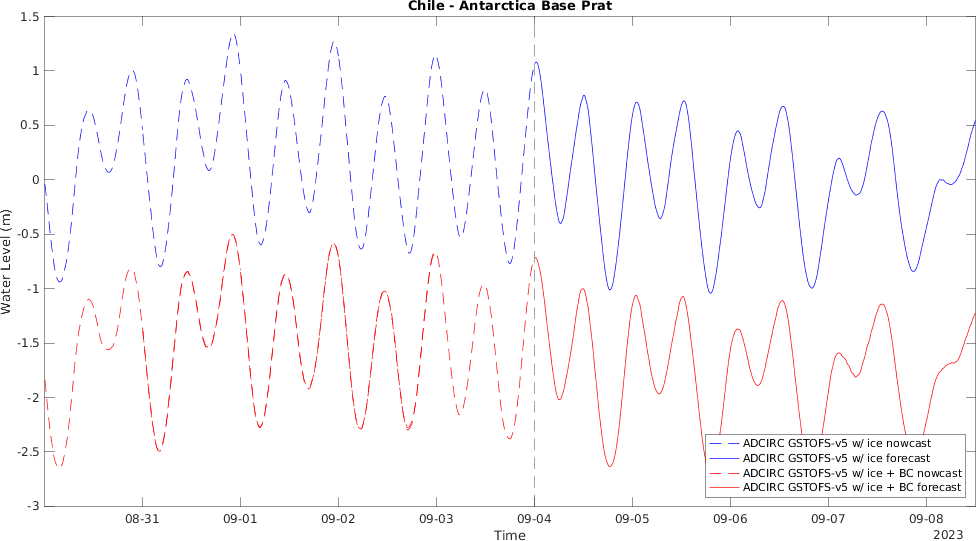 Chile - Antarctica Base Prat
1.5
1
0.5
0
-0.5
-1
-1.5
-2
-2.5
-3
Water Level (m)
ADCIRC GSTOFS-v5 w/ ice nowcast
ADCIRC GSTOFS-v5 w/ ice forecast
ADCIRC GSTOFS-v5 w/ ice + BC nowcast
ADCIRC GSTOFS-v5 w/ ice + BC forecast
08-31 09-01 09-02 09-03 09-04 09-05 09-06 09-07 09-08
Time
2023